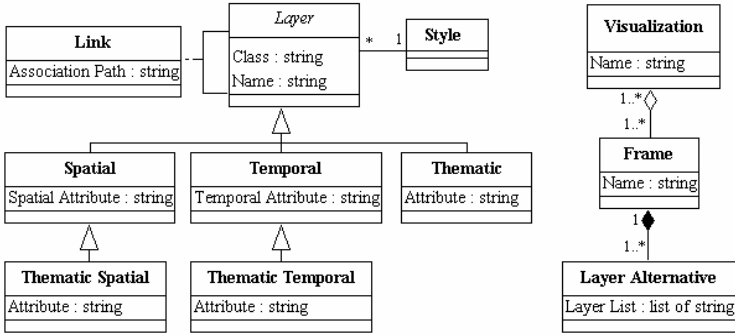 Layer
Link
Association Path : string
Class : string
Name : string
*
1
Style
Visualization
Name : string
1..*
1..*
Frame
Name : string
1
1..*
Layer Alternative
Layer List : list of string
Spatial
Spatial Attribute : string
Temporal
Temporal Attribute : string
Thematic
Attribute : string
Thematic Spatial
Attribute : string
Thematic Temporal
Attribute : string